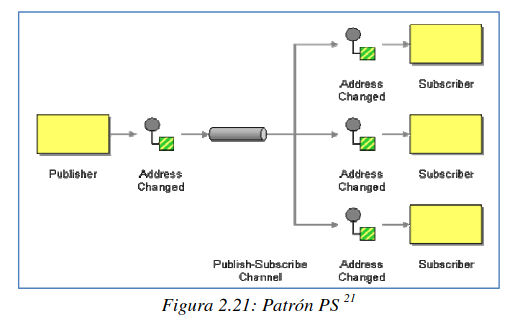 Address
Changed
Subscriber
Publisher
Address
Changed
Address
Changed
Subscriber
Publish-Subscribe
Channel
Address
Changed
Subscriber
Figura 2.21: Patrón PS 21